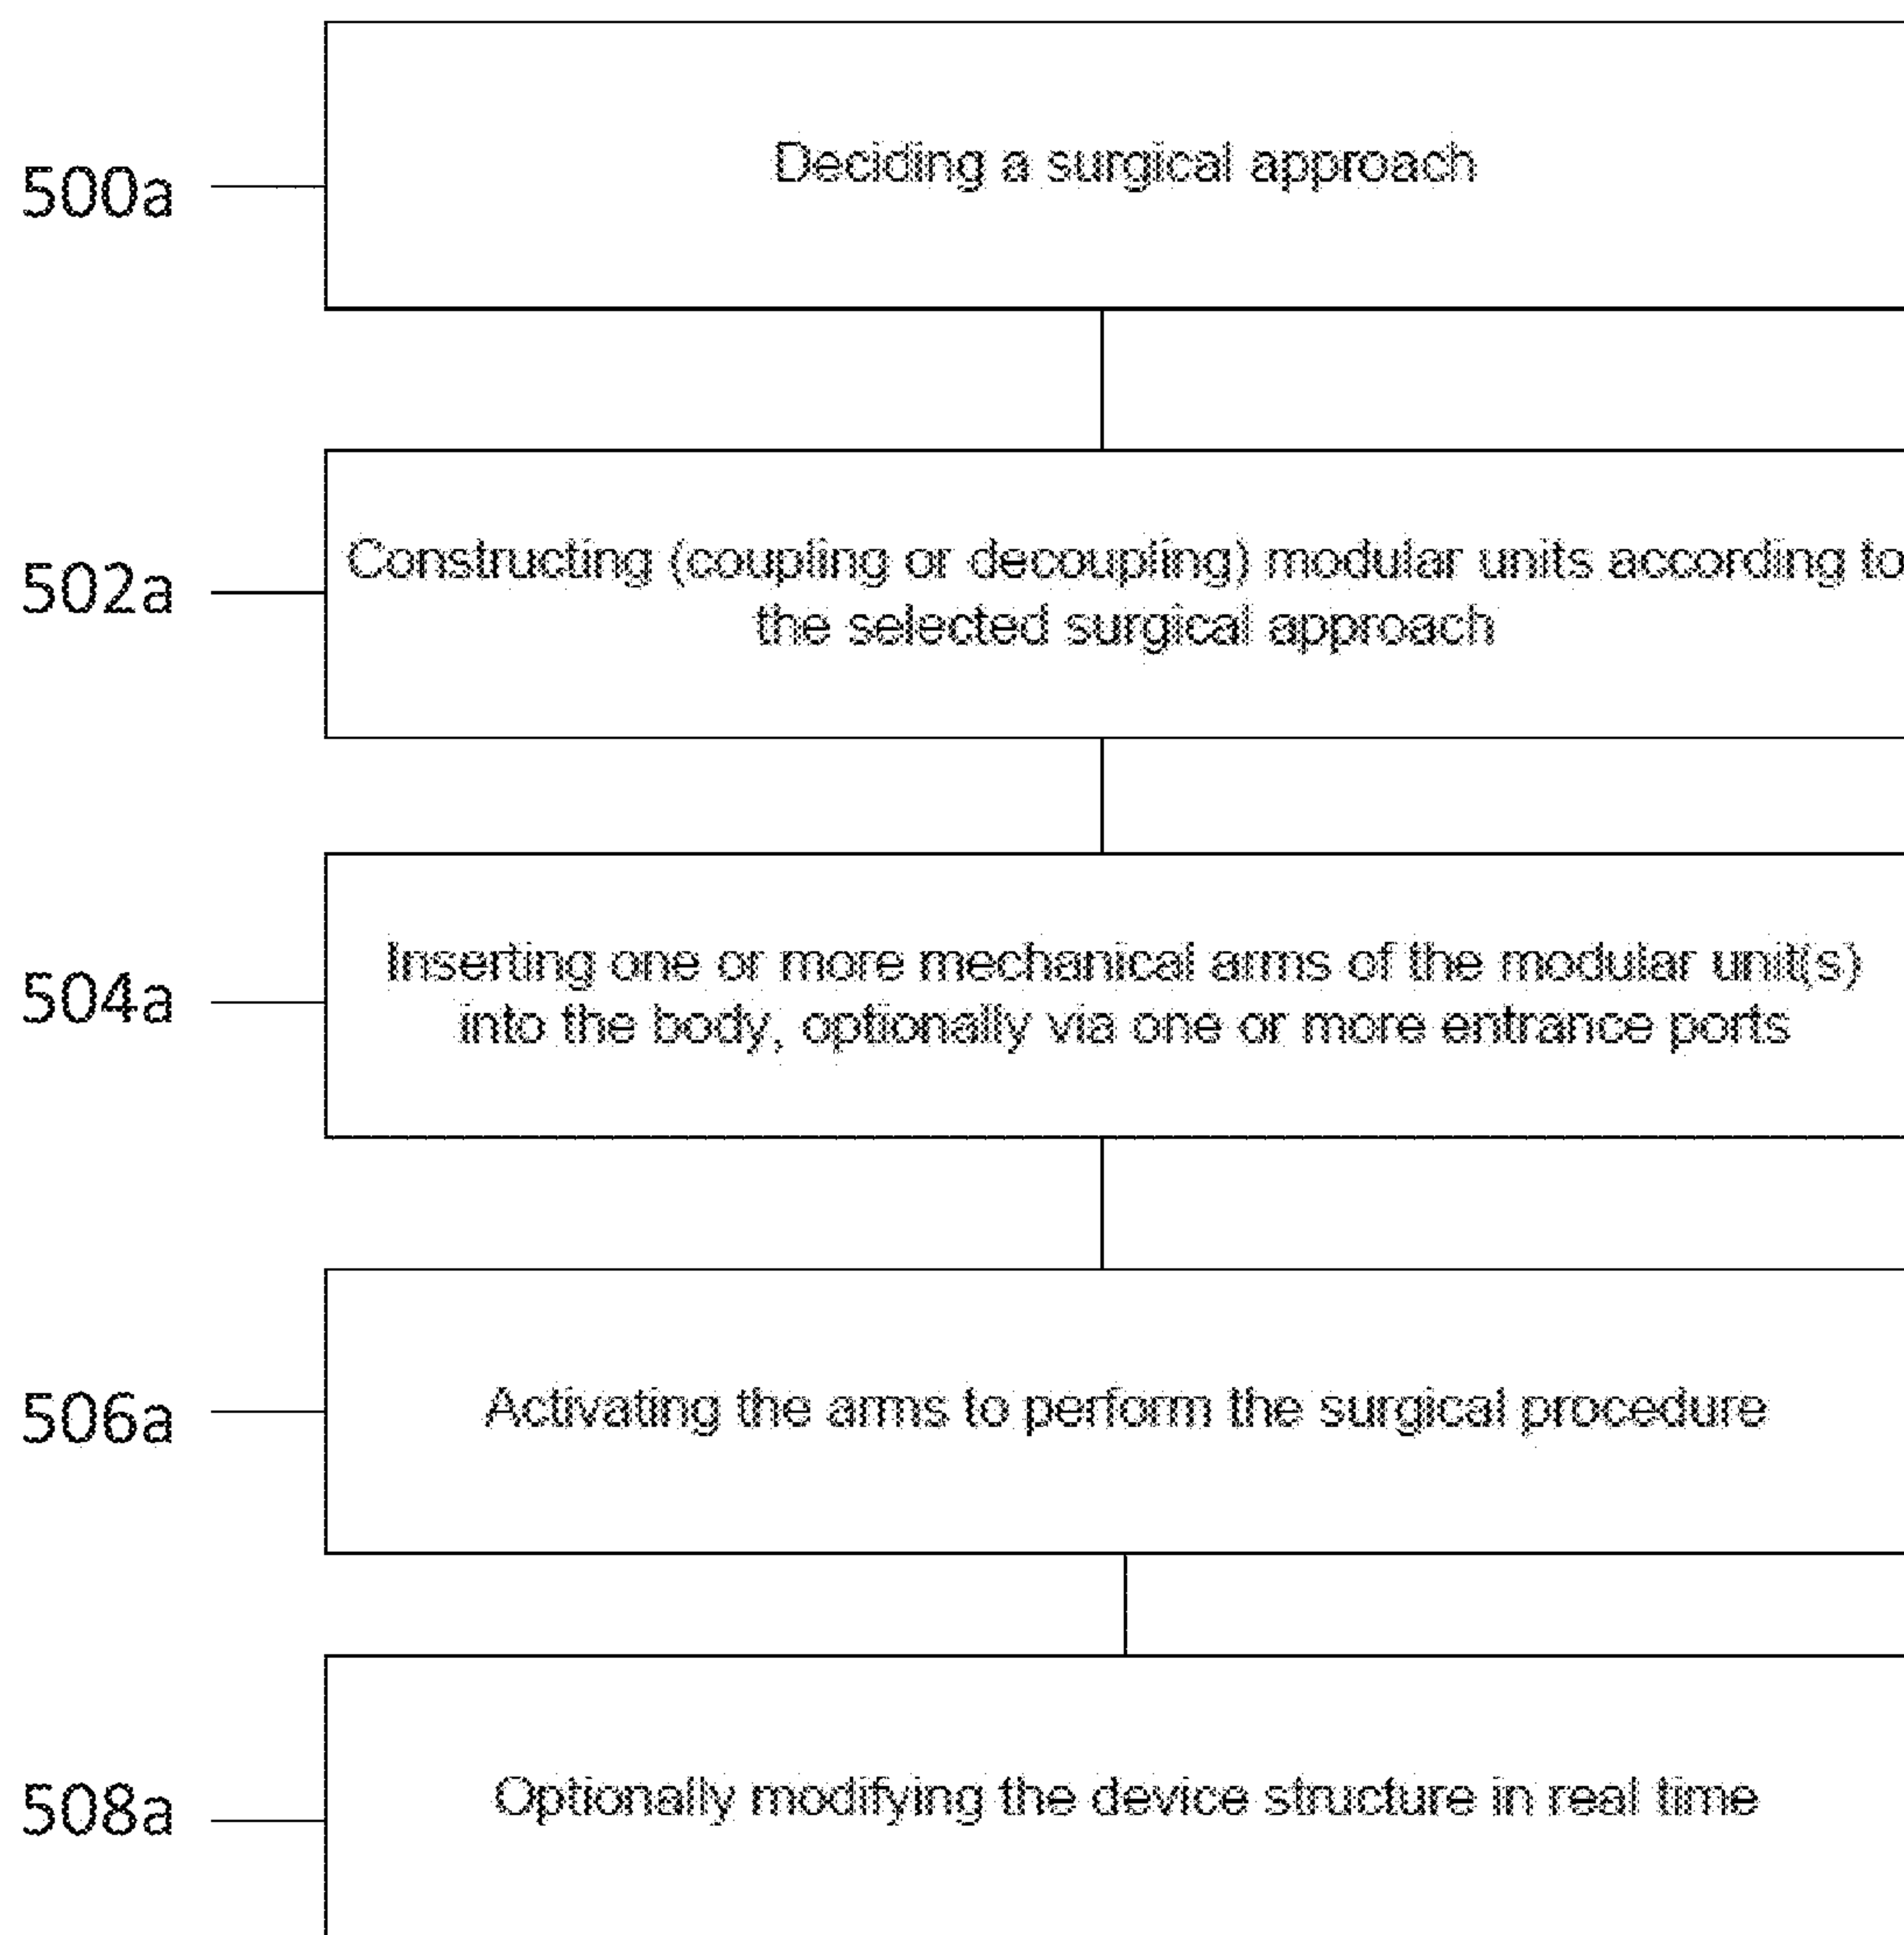 500a
Deciding a surgical approach
502a
Constructing (coupling or decoupling) modular units according to
the selected surgical approach
504a
Inserting one or more mechanical arms of the modular unit(s)
into the body, optionally via one or more entrance ports
506a
Activating the arms to perform the surgical procedure
508a
Optionally modifying the device structure in real time